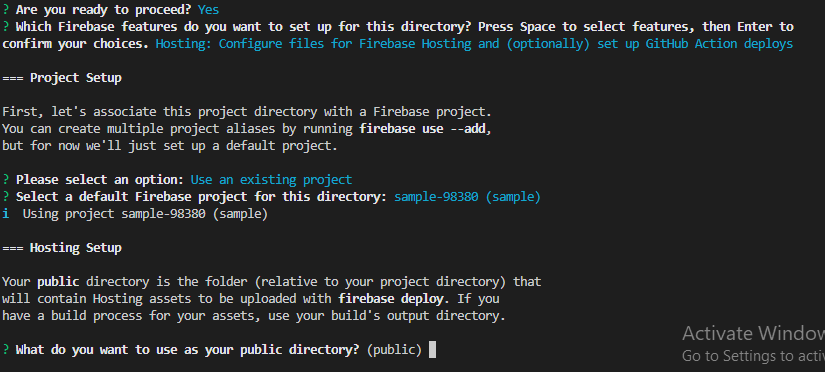 ? Are you ready to proceed? Yes
? Which Firebase features do you want to set up for this directory? Press Space to select features, then Enter to
confirm your choices. Hosting: Configure files for Firebase Hosting and (optionally) set up GitHub Action deploys
=== Project Setup
First, let's associate this project directory with a Firebase project.
You can create multiple project aliases by running firebase use --add,
but for now we'll just set up a default project.
? Please select an option: Use an existing project
? Select a default Firebase project for this directory: sample-98380 (sample)
i  Using project sample-98380 (sample)
=== Hosting Setup
Your public directory is the folder (relative to your project directory) that
will contain Hosting assets to be uploaded with firebase deploy. If you
have a build process for your assets, use your build's output directory.
? What do you want to use as your public directory? (public)
Activate Window
Go to Settings to activ